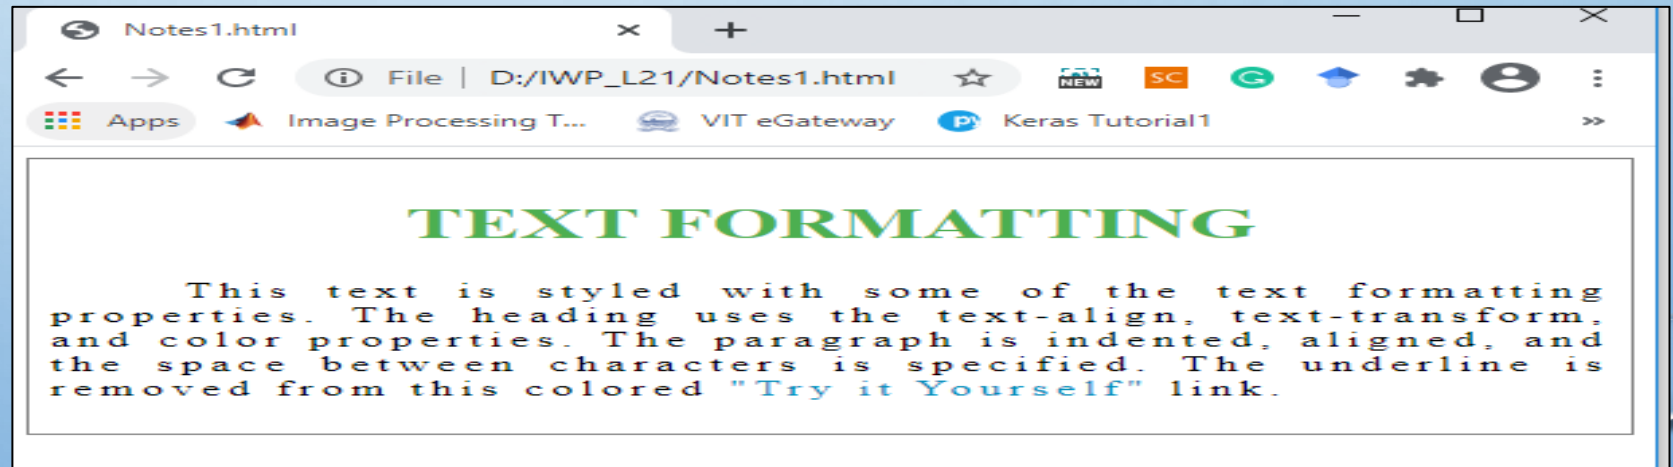 Notes1.html
File | D:/IWP_L21/Notes1.html NEW SC G
Apps Image Processing T... VIT eGateway PY Keras Tutorial1
TEXT FORMATTING
This text is styled with some of the text formatting
properties. The heading uses the text-align, text-transform,
and color properties. The paragraph is indented, aligned, and
the space between characters is specified. The underline is
removed from this colored "Try it Yourself" link.